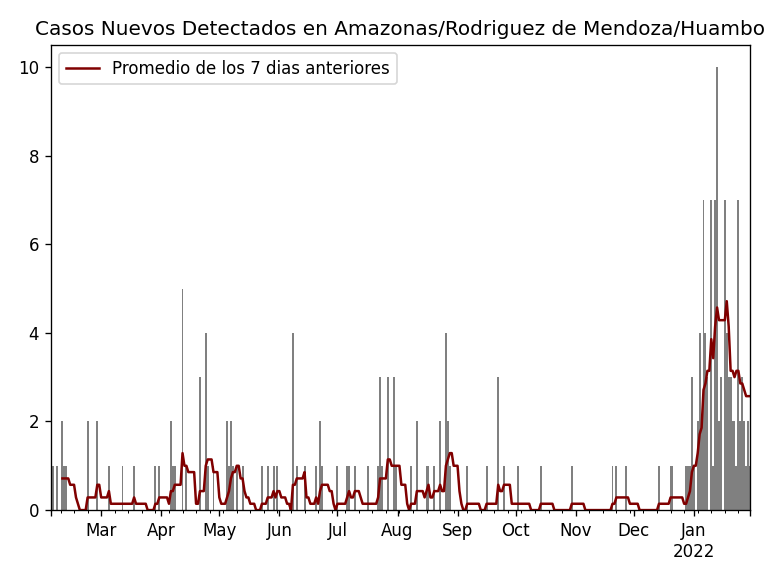 Casos Nuevos Detectados en Amazonas/Rodriguez de Mendoza/Huambo
Promedio de los 7 dias anteriores
10
8
6
4
2
0
Mar Apr May Jun Jul Aug Sep Oct Nov Dec Jan
2022